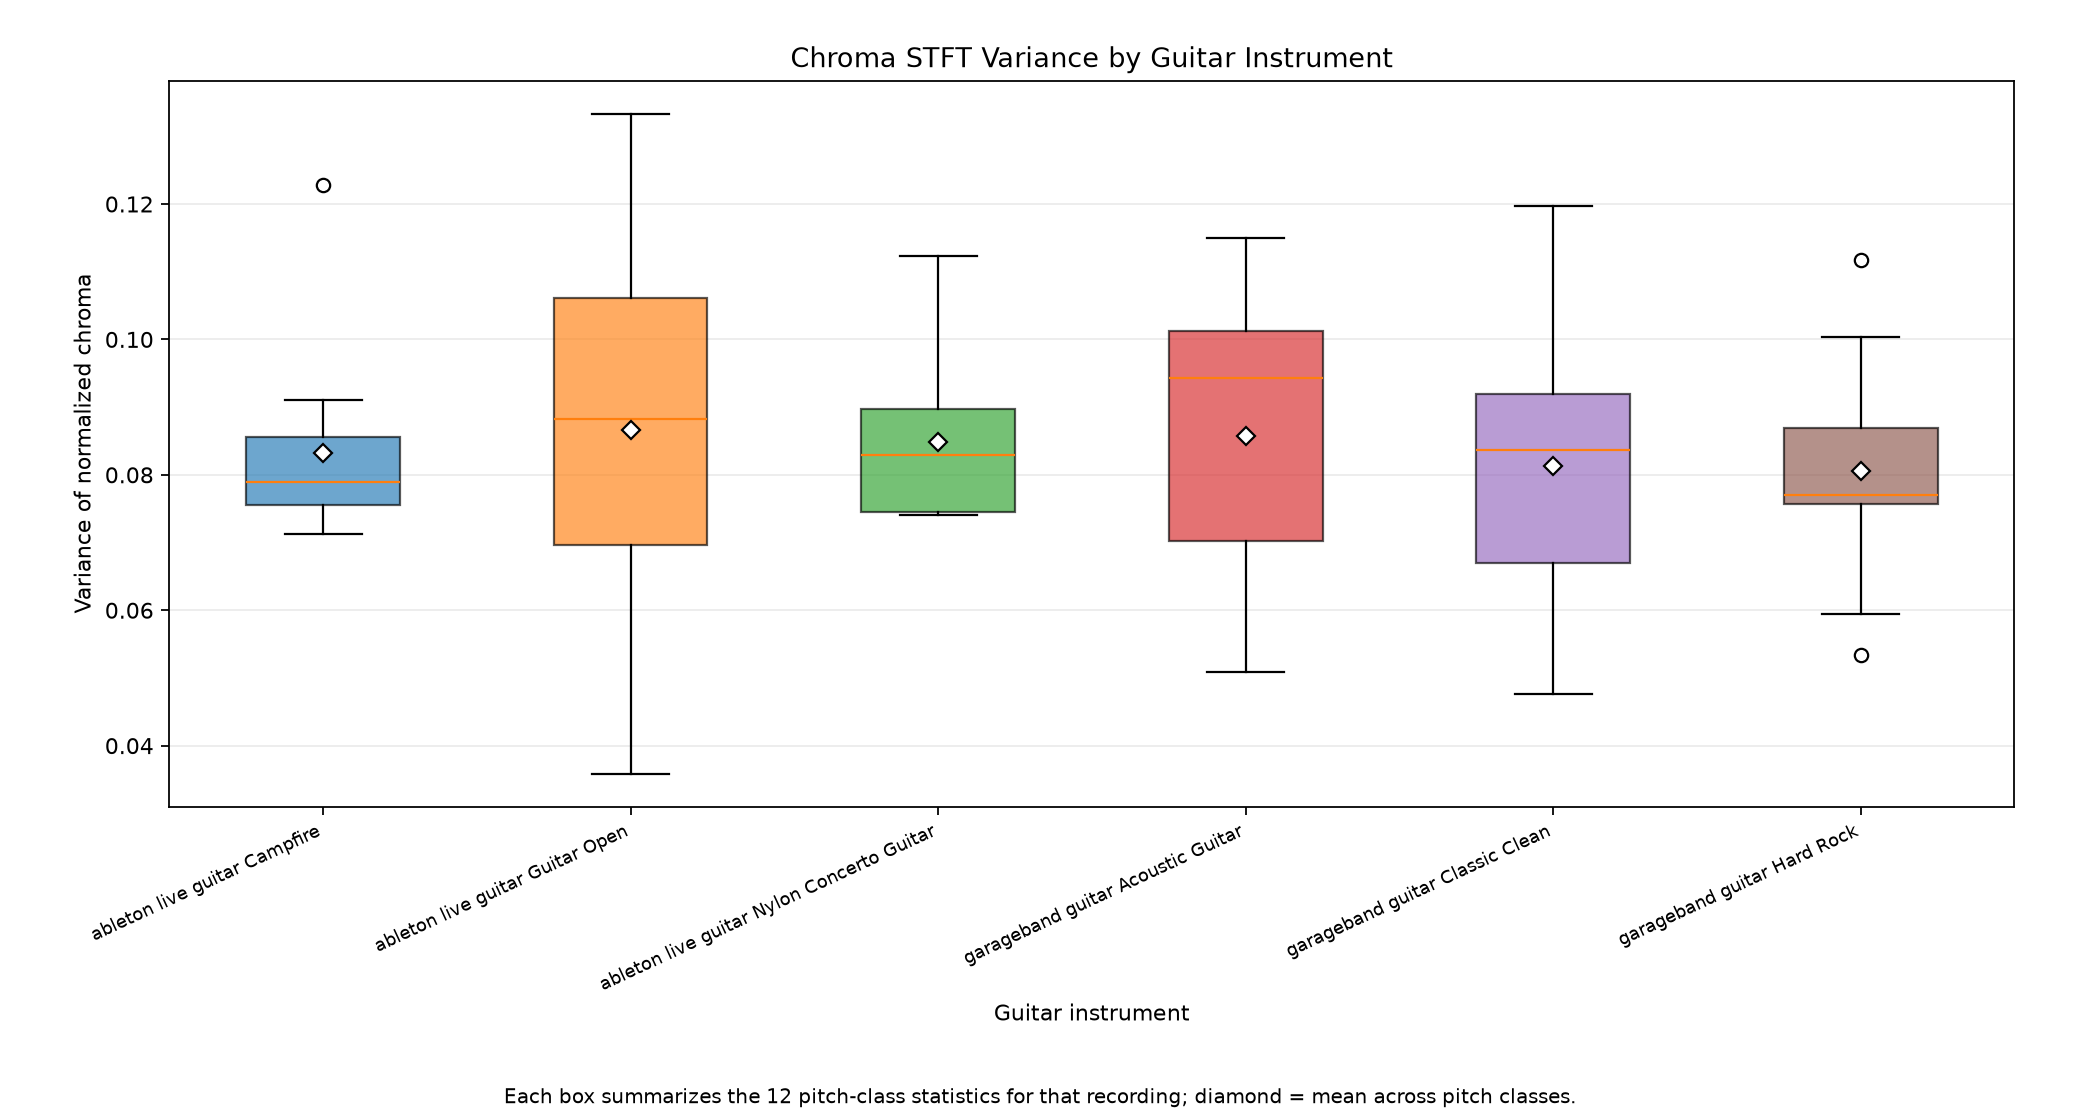 Chroma STFT Variance by Guitar Instrument
Variance of normalized chroma
0.12
0.10
0.08
0.06
0.04
ableton live guitar Campfire
ableton live guitar Guitar Open
ableton live guitar Nylon Concerto Guitar
garageband guitar Acoustic Guitar
garageband guitar Classic Clean
garageband guitar Hard Rock
Guitar instrument
Each box summarizes the 12 pitch-class statistics for that recording; diamond = mean across pitch classes.